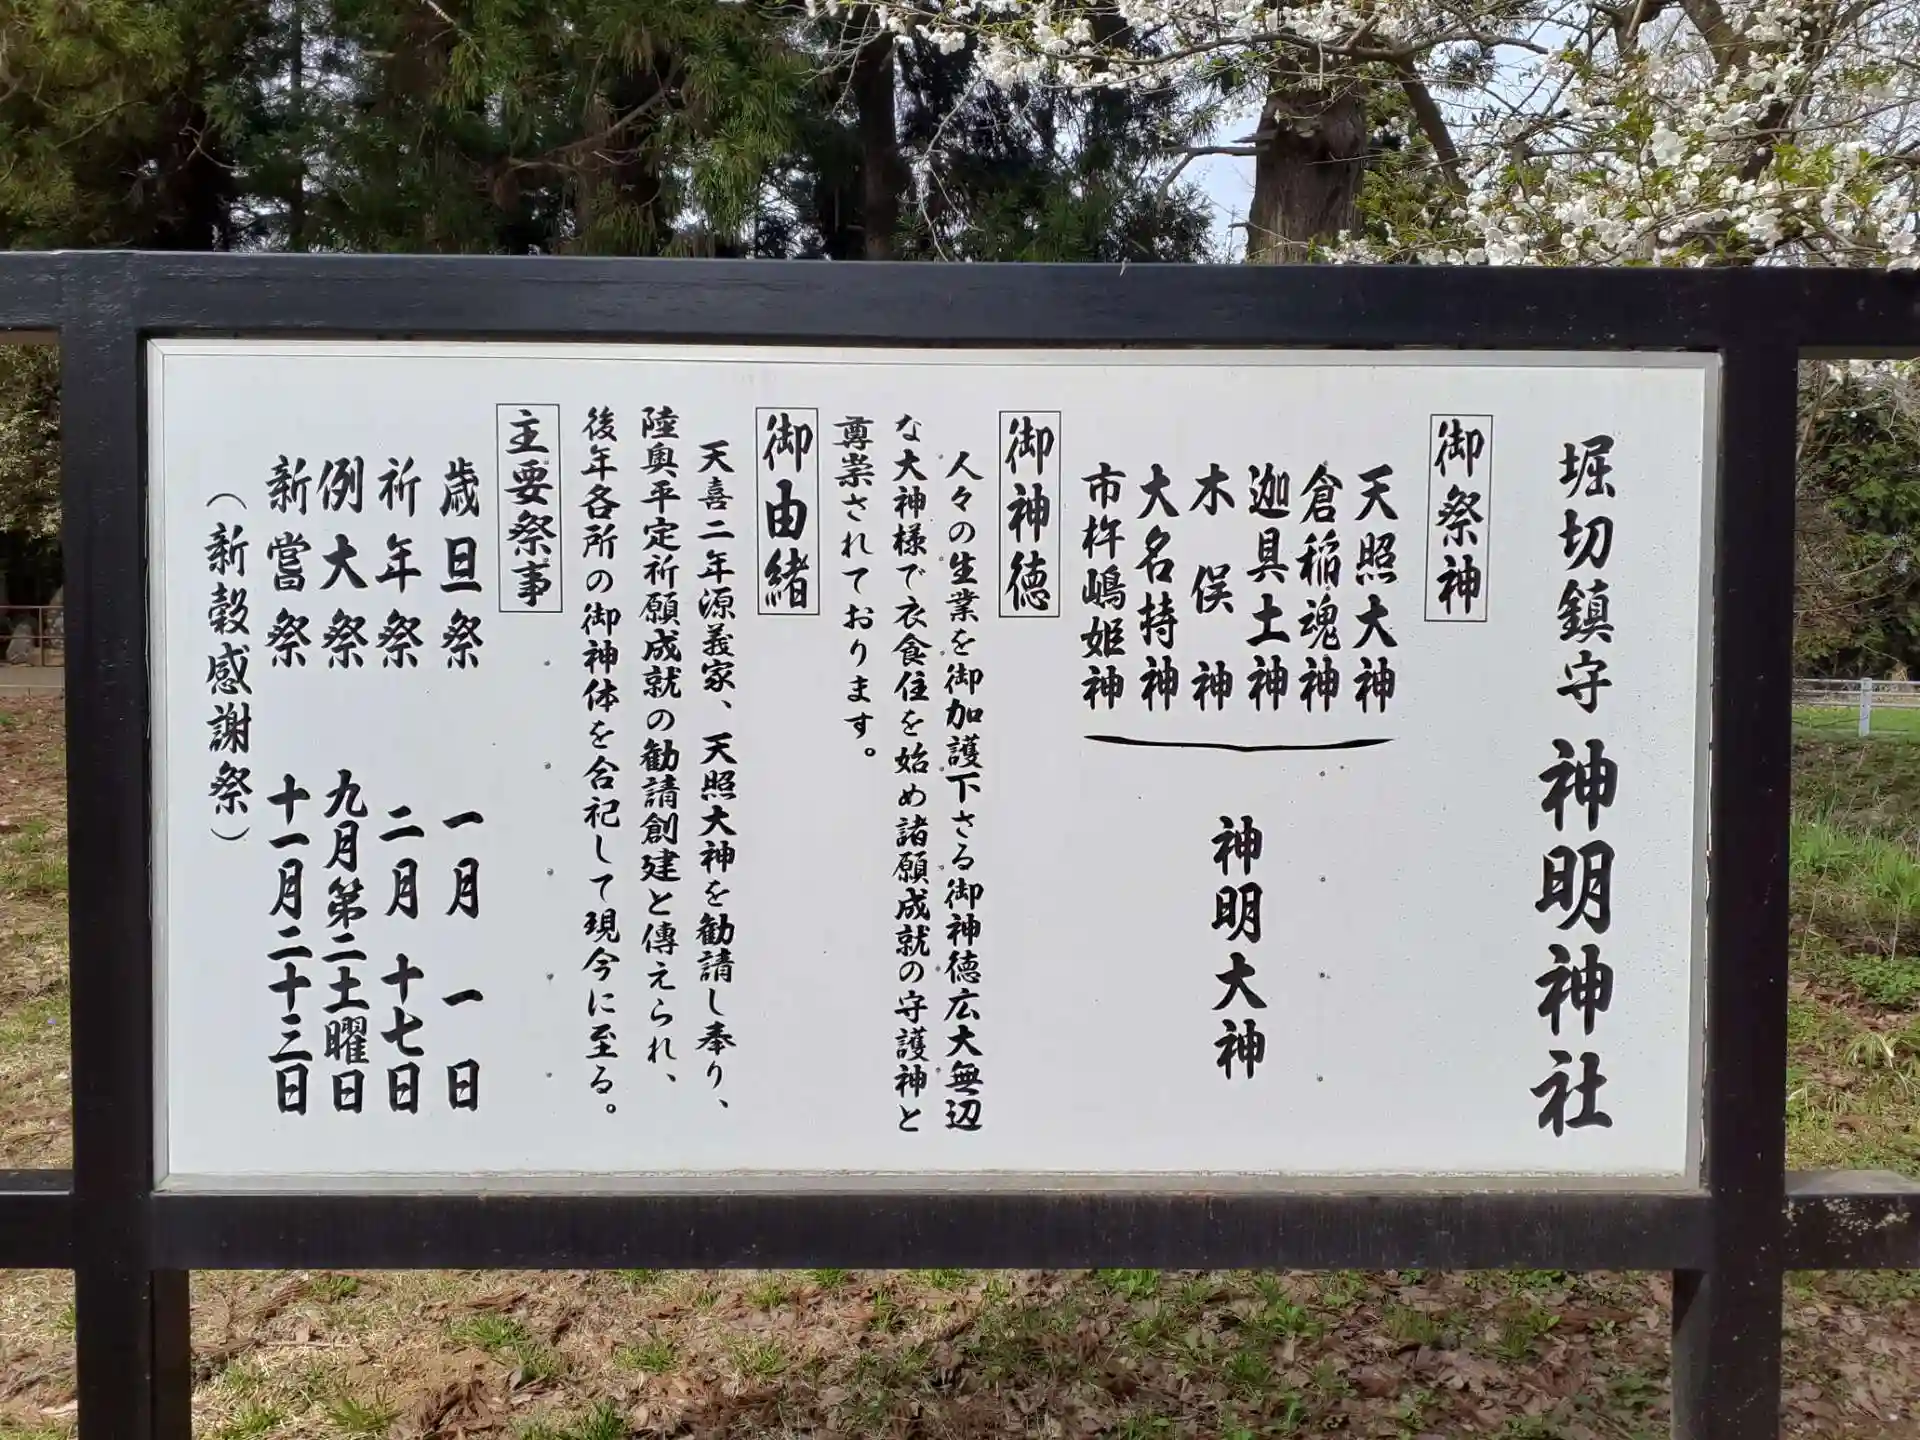 堀切鎮守 神明神社
御祭神
天照大神
倉稲魂神
迦具土神
木俣神
大名持神
市杵嶋姫神
神明大神
御神徳
人々の生業を御加護下さる御神徳広大無辺
な大神様で衣食住を始め諸願成就の守護神と
尊崇されております。
御由緒
天喜二年源義家、天照大神を勧請し奉り、
陸奥平定祈願成就の勧請創建と傳えられ、
後年各所の御神体を合祀して現今に至る。
主要祭事
歳旦祭 一月 一日
祈年祭 二月 十七日
例大祭 九月第二土曜日
新嘗祭 十一月二十三日
（新穀感謝祭）